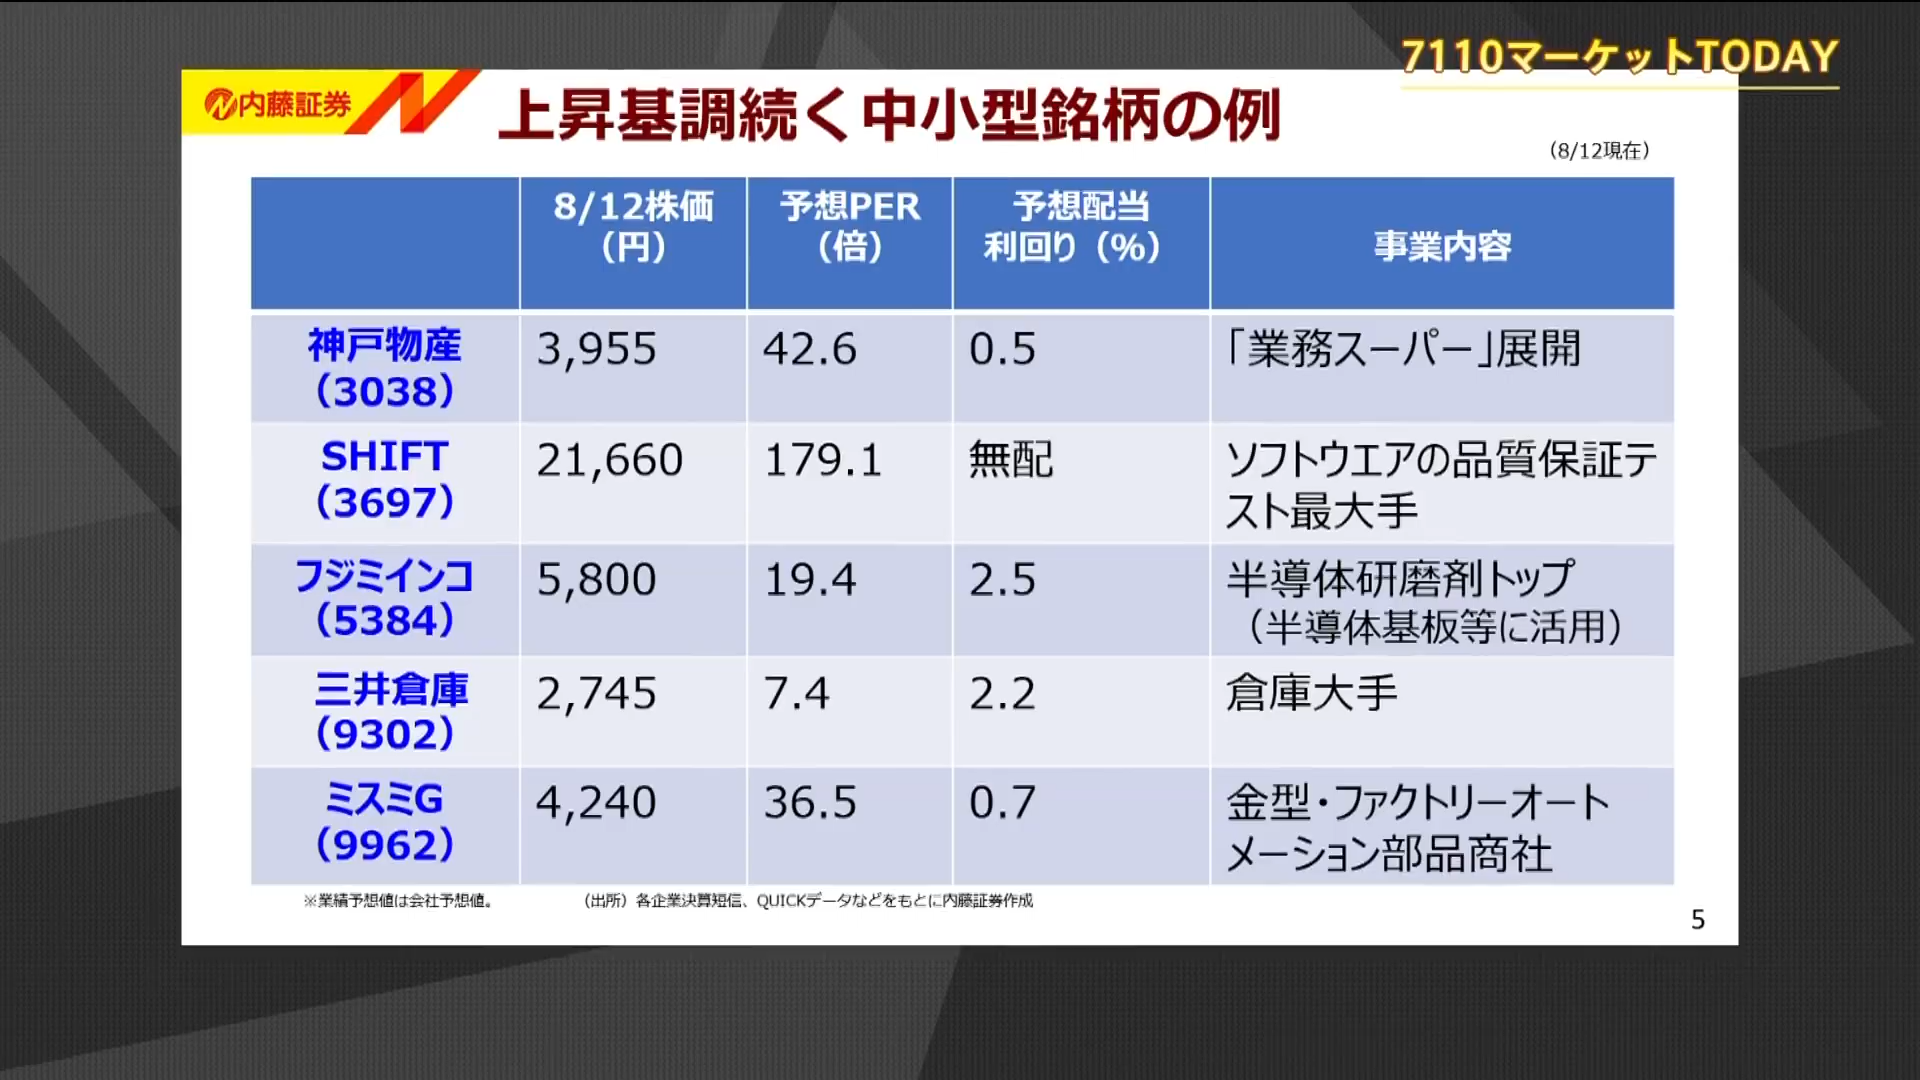 7110マーケットTODAY
内藤証券
上昇基調続く中小型銘柄の例
（8/12現在）
8/12株価
（円）
予想PER
（倍）
予想配当
利回り（%）
事業内容
神戸物産
（3038）
3,955
42.6
0.5
「業務スーパー」展開
SHIFT
（3697）
21,660
179.1
無配
ソフトウエアの品質保証テ
スト最大手
フジミインコ
（5384）
5,800
19.4
2.5
半導体研磨剤トップ
（半導体基板等に活用）
三井倉庫
（9302）
2,745
7.4
2.2
倉庫大手
ミスミG
（9962）
4,240
36.5
0.7
金型・ファクトリーオート
メーション部品商社
※業績予想値は会社予想値。
（出所）各企業決算短信、QUICKデータなどをもとに内藤証券作成
5